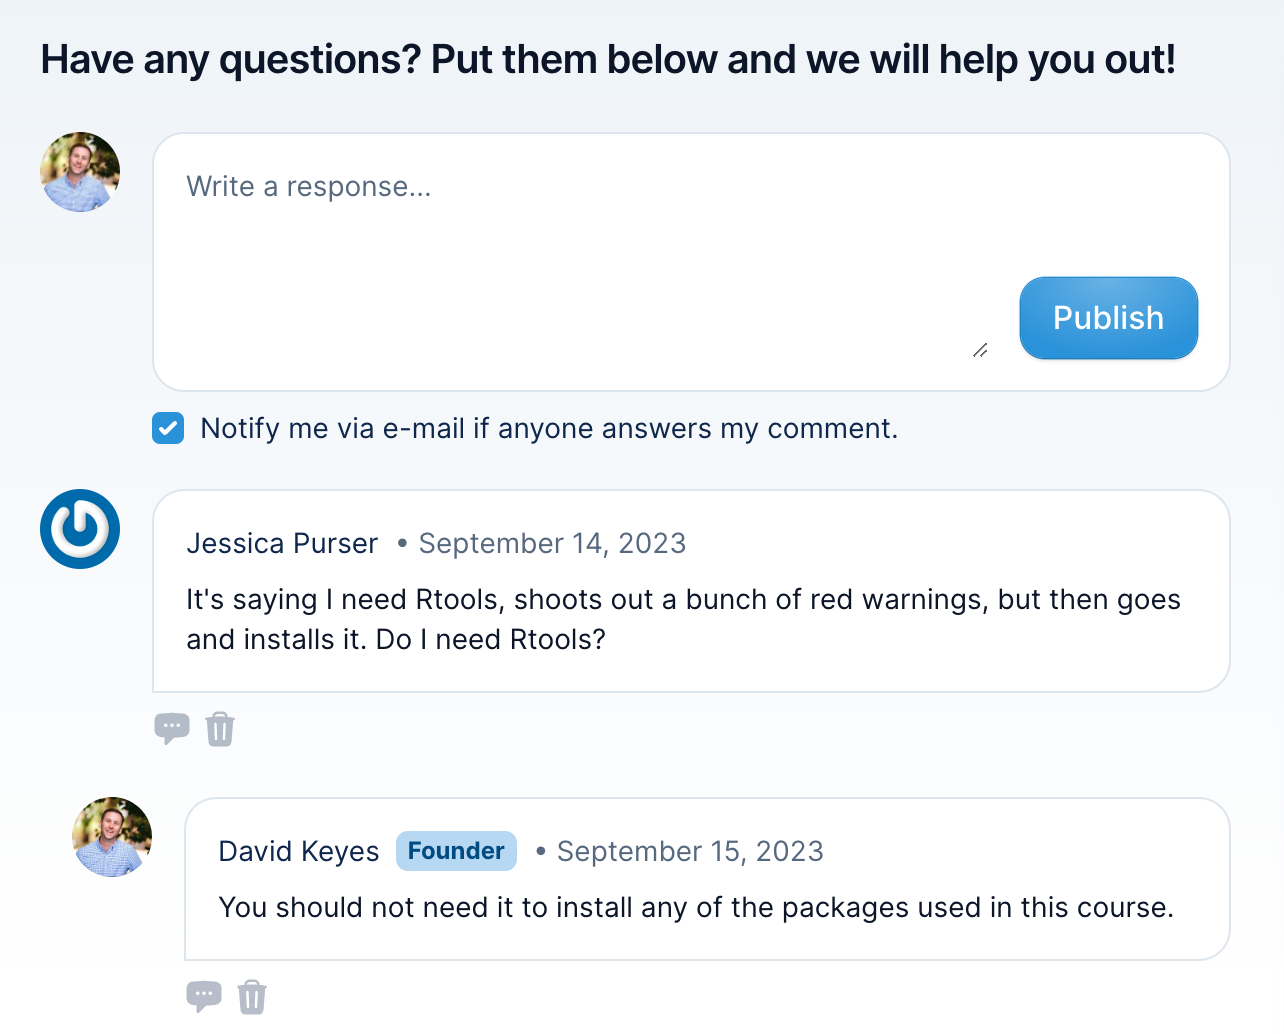 Have any questions? Put them below and we will help you out!
Write a response...
Publish
Notify me via e-mail if anyone answers my comment.
Jessica Purser • September 14, 2023
It's saying I need Rtools, shoots out a bunch of red warnings, but then goes
and installs it. Do I need Rtools?
David Keyes Founder • September 15, 2023
You should not need it to install any of the packages used in this course.